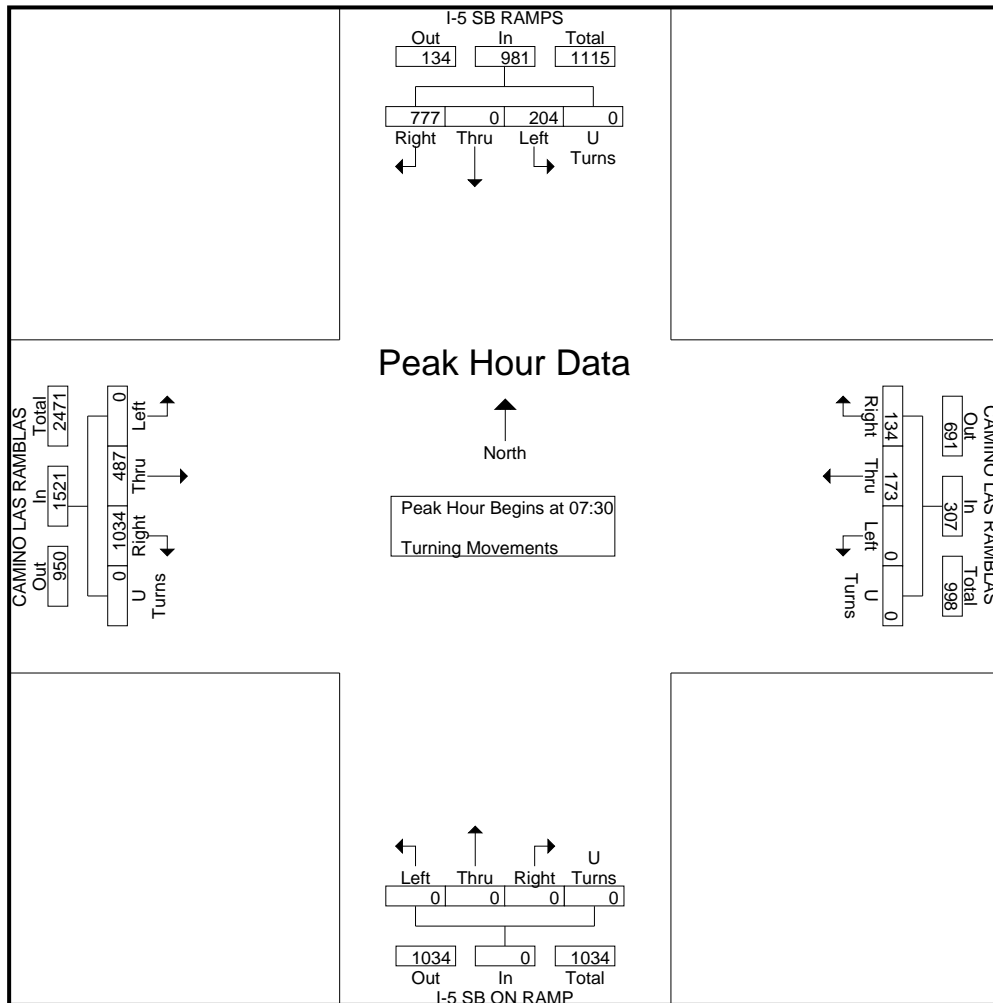 I-5 SB RAMPS
Out In Total
134 981 1115
777 0 204 0
Right Thru Left U
Turns
Peak Hour Data
North
Peak Hour Begins at 07:30
Turning Movements
CAMINO LAS RAMBLAS
Total In Out
2471 1521 950
0 487 1034 0
Left Thru Right U
Turns
CAMINO LAS RAMBLAS
Out In Total
691 307 998
134 173 0 0
Right Thru Left U
Turns
U
Left Thru Right Turns
0 0 0 0
1034 0 1034
Out In Total
I-5 SB ON RAMP